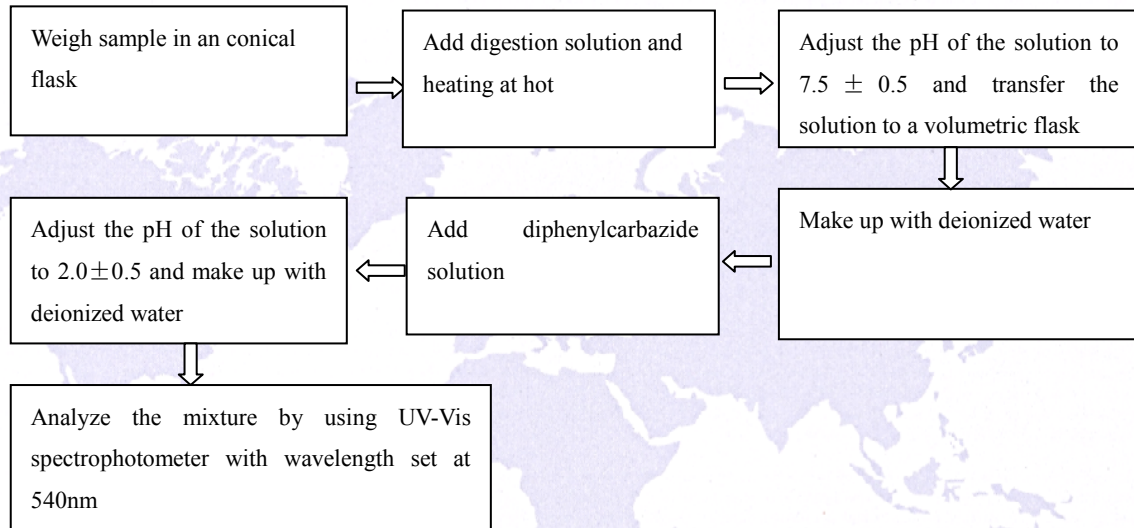 Weigh sample in an conical
flask
Add digestion solution and
heating at hot
Adjust the pH of the solution to
7.5 ± 0.5 and transfer the
solution to a volumetric flask
Make up with deionized water
Add diphenylcarbazide
solution
Adjust the pH of the solution
to 2.0±0.5 and make up with
deionized water
Analyze the mixture by using UV-Vis
spectrophotometer with wavelength set at
540nm